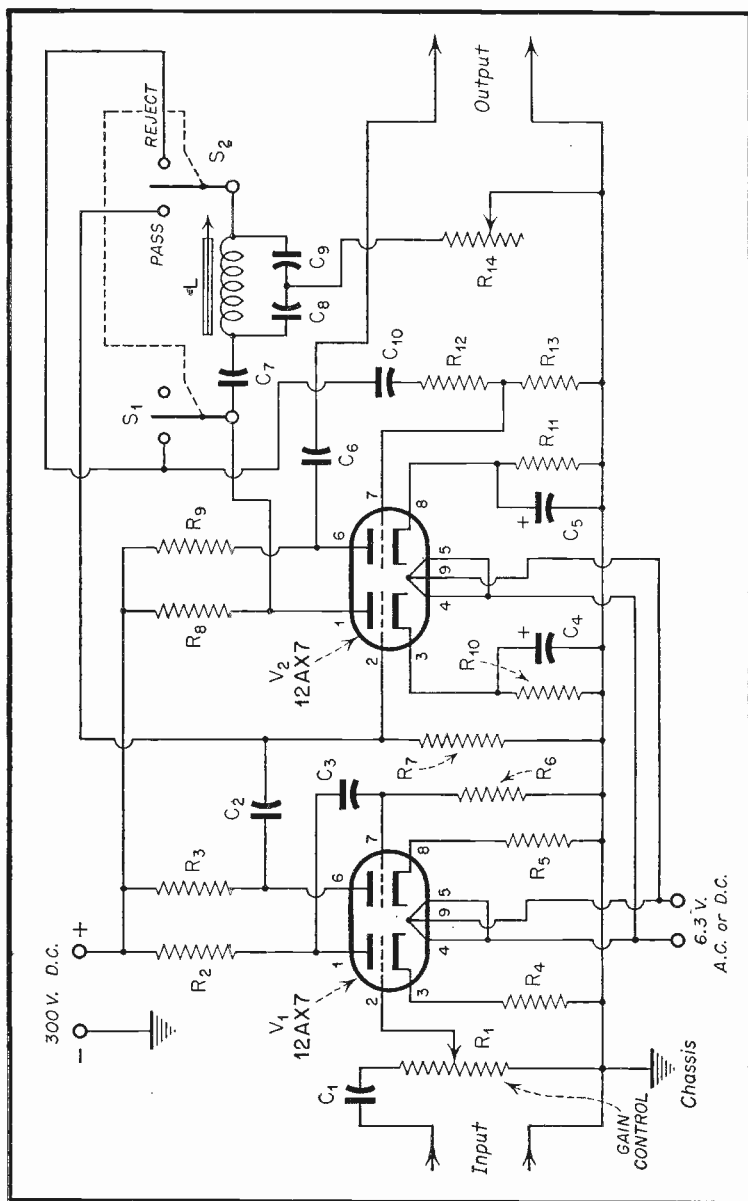 300 V. D.C.
- +
R2
R3
R8
R9
S1
PASS
REJECT
S2
L
C7
C8
C9
C2
C3
C6
C10
V1
12AX7
1
6
2
7
3
4
9
5
8
V2
12AX7
1
6
2
7
3
4
9
5
8
C1
Input
R1
GAIN
CONTROL
Chassis
R4
R5
R6
R7
R10
C4
+
C5
+
R11
R12
R13
R14
Output
6.3 V.
A.C. or D.C.